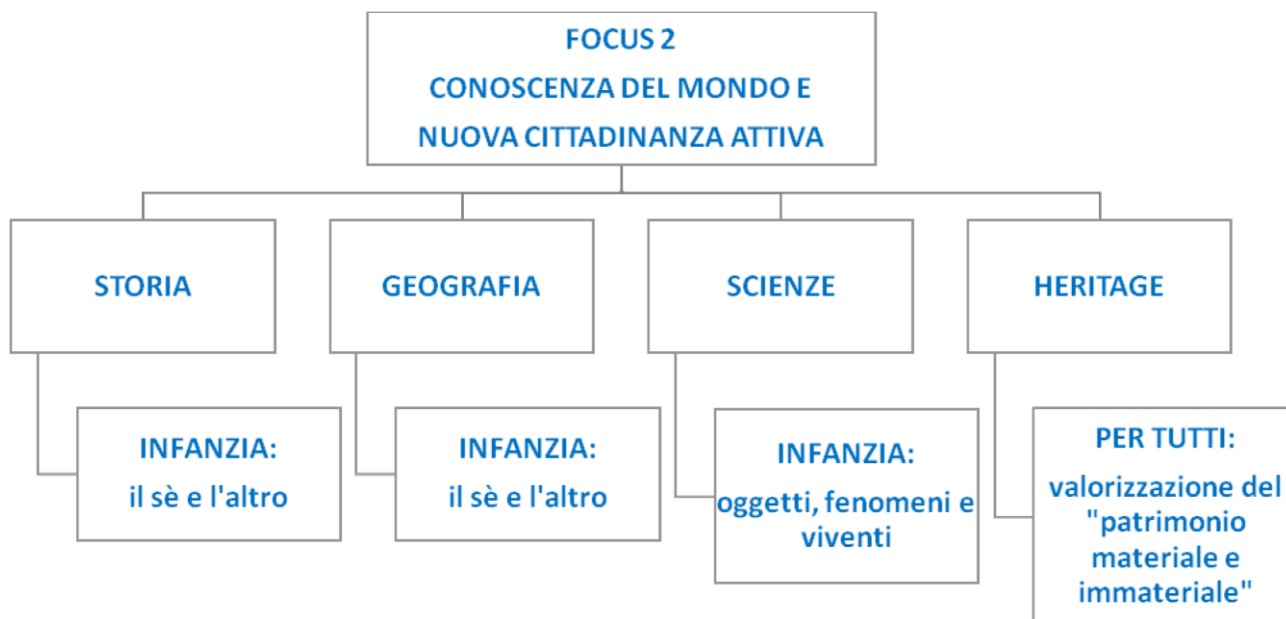 FOCUS 2
CONOSCENZA DEL MONDO E
NUOVA CITTADINANZA ATTIVA
STORIA
GEOGRAFIA
SCIENZE
HERITAGE
INFANZIA:
il sè e l'altro
INFANZIA:
il sè e l'altro
INFANZIA:
oggetti, fenomeni e
viventi
PER TUTTI:
valorizzazione del
"patrimonio
materiale e
immateriale"